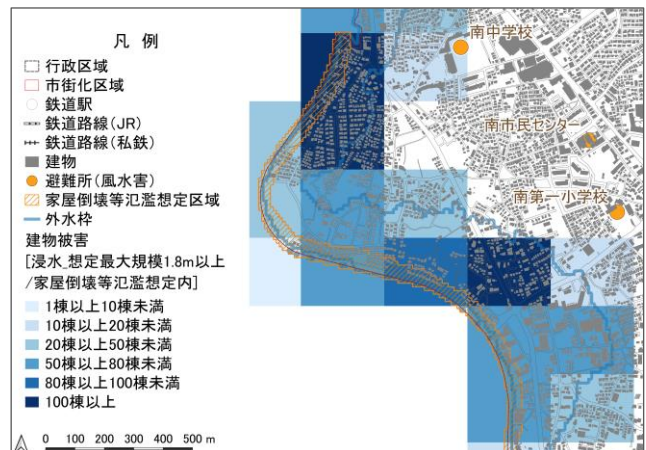 凡 例
行政区域
市街化区域
鉄道駅
鉄道路線(JR)
鉄道路線(私鉄)
建物
避難所(風水害)
家屋倒壊等氾濫想定区域
外水枠
建物被害
[浸水_想定最大規模1.8m以上
/家屋倒壊等氾濫想定内]
1棟以上10棟未満
10棟以上20棟未満
20棟以上50棟未満
50棟以上80棟未満
80棟以上100棟未満
100棟以上
0 100 200 300 400 500 m
南中学校
南市民センター
南第一小学校